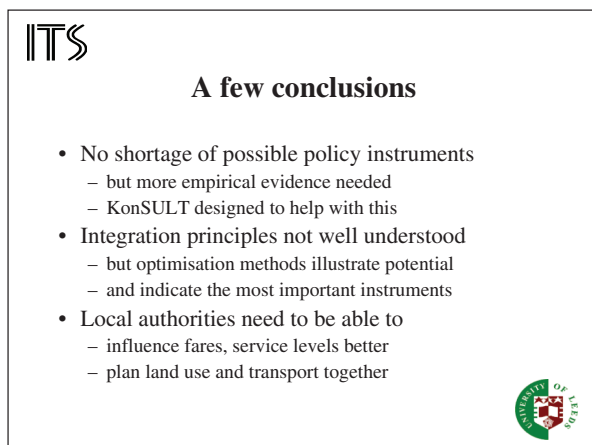 ITS
A few conclusions
• No shortage of possible policy instruments
– but more empirical evidence needed
– KonSULT designed to help with this
• Integration principles not well understood
– but optimisation methods illustrate potential
– and indicate the most important instruments
• Local authorities need to be able to
– influence fares, service levels better
– plan land use and transport together
UNIVERSITY OF LEEDS